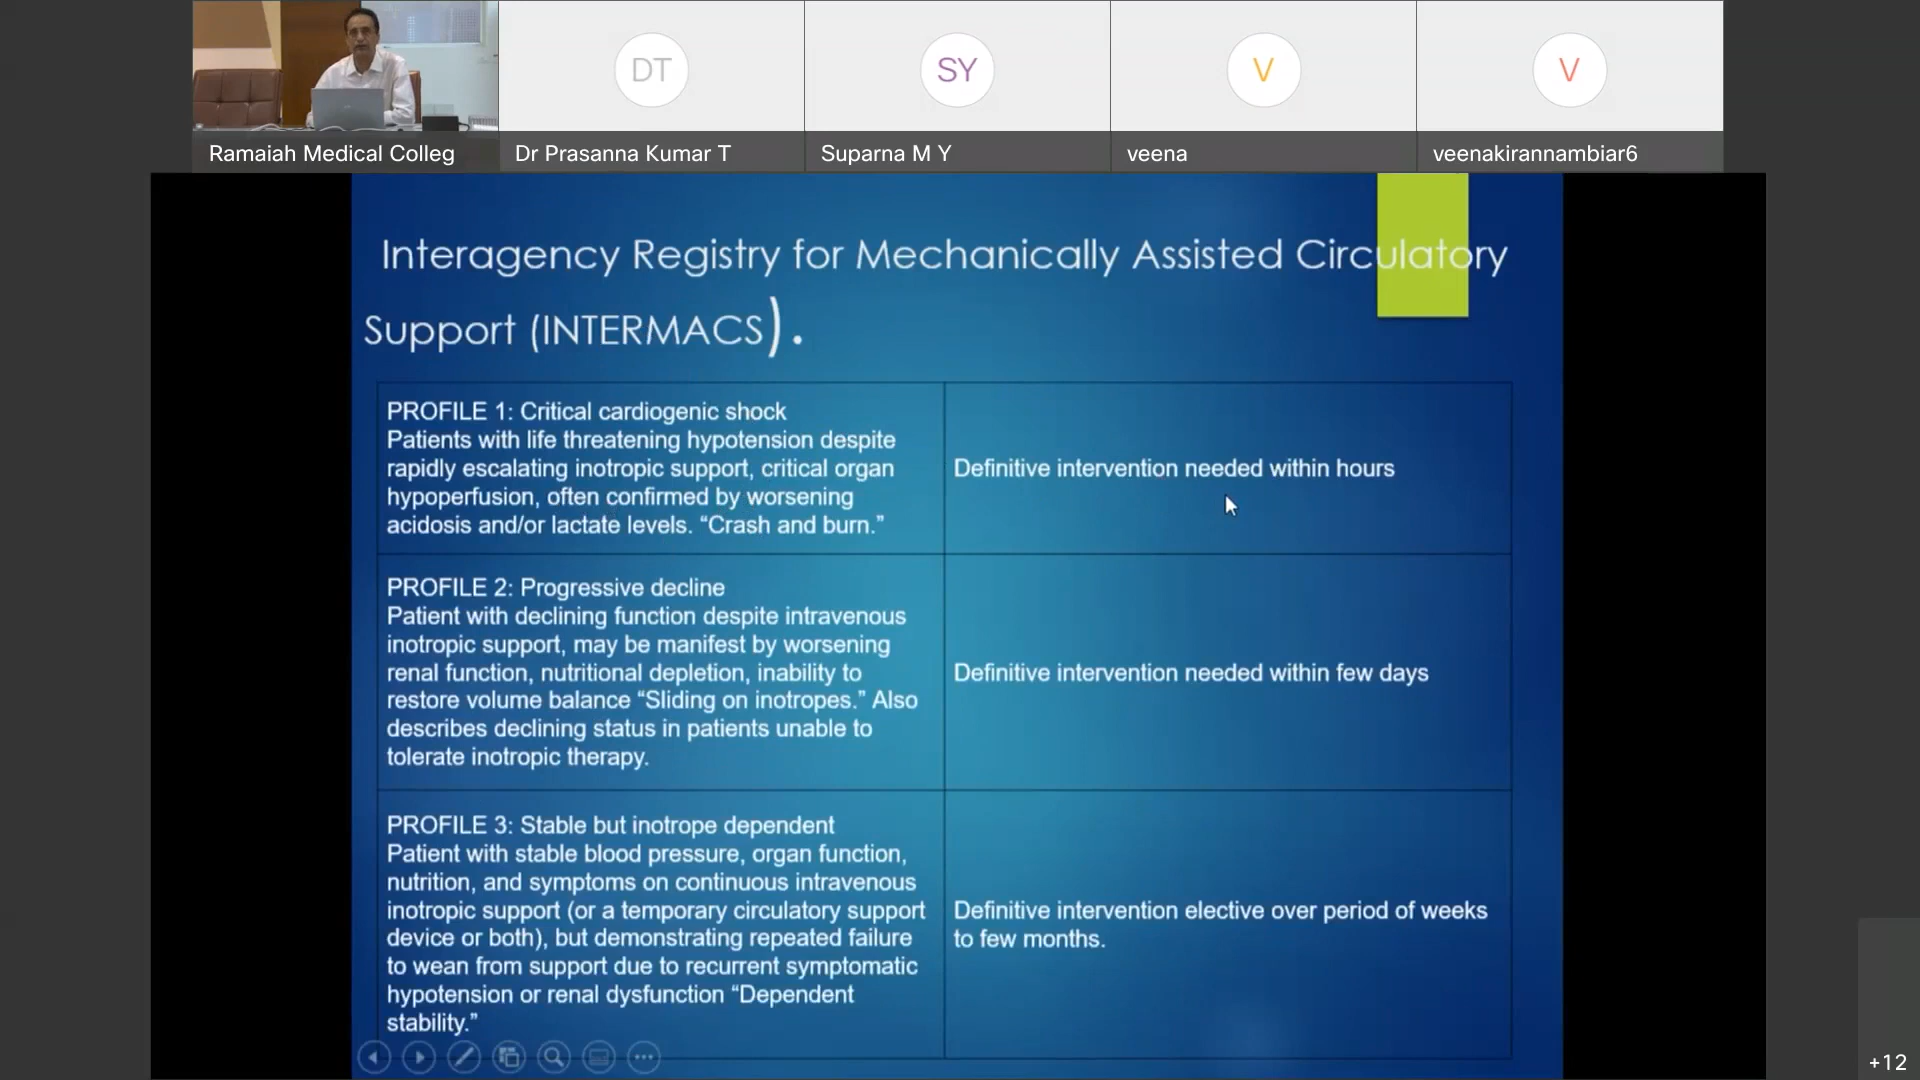 DT
SY
V
V
Ramaiah Medical Colleg
Dr Prasanna Kumar T
Suparna M Y
veena
veenakirannambiar6
Interagency Registry for Mechanically Assisted Circulatory
Support (INTERMACS).
PROFILE 1: Critical cardiogenic shock
Patients with life threatening hypotension despite
rapidly escalating inotropic support, critical organ
hypoperfusion, often confirmed by worsening
acidosis and/or lactate levels. “Crash and burn.”
Definitive intervention needed within hours
PROFILE 2: Progressive decline
Patient with declining function despite intravenous
inotropic support, may be manifest by worsening
renal function, nutritional depletion, inability to
restore volume balance “Sliding on inotropes.” Also
describes declining status in patients unable to
tolerate inotropic therapy.
Definitive intervention needed within few days
PROFILE 3: Stable but inotrope dependent
Patient with stable blood pressure, organ function,
nutrition, and symptoms on continuous intravenous
inotropic support (or a temporary circulatory support
device or both), but demonstrating repeated failure
to wean from support due to recurrent symptomatic
hypotension or renal dysfunction “Dependent
stability.”
Definitive intervention elective over period of weeks
to few months.
+12